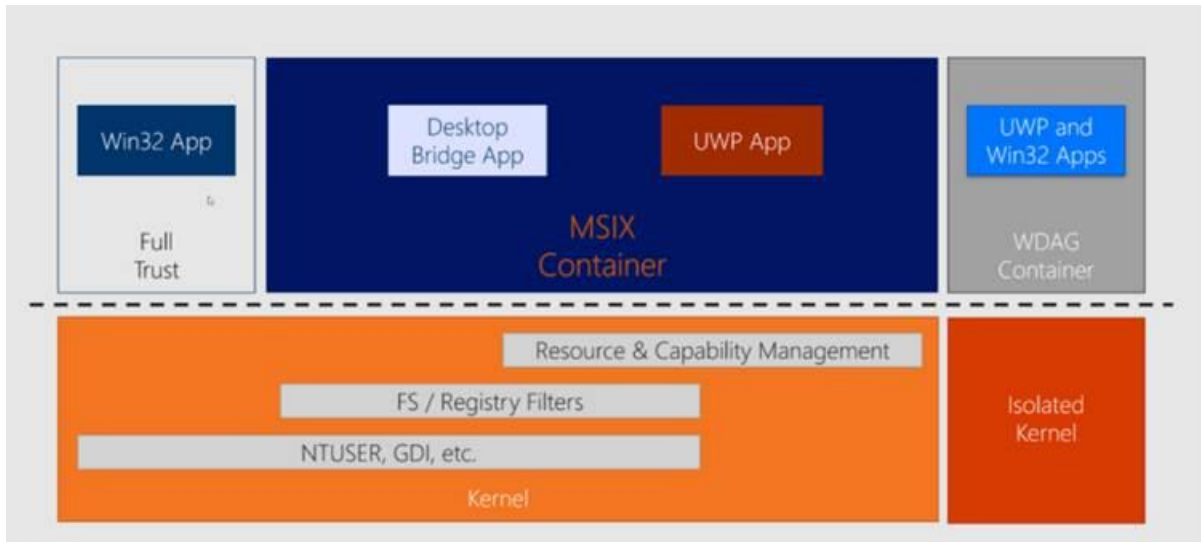 Win32 App
Desktop
Bridge App
UWP App
UWP and
Win32 Apps
Full
Trust
MSIX
Container
WDAG
Container
Resource & Capability Management
FS / Registry Filters
NTUSER, GDI, etc.
Kernel
Isolated
Kernel